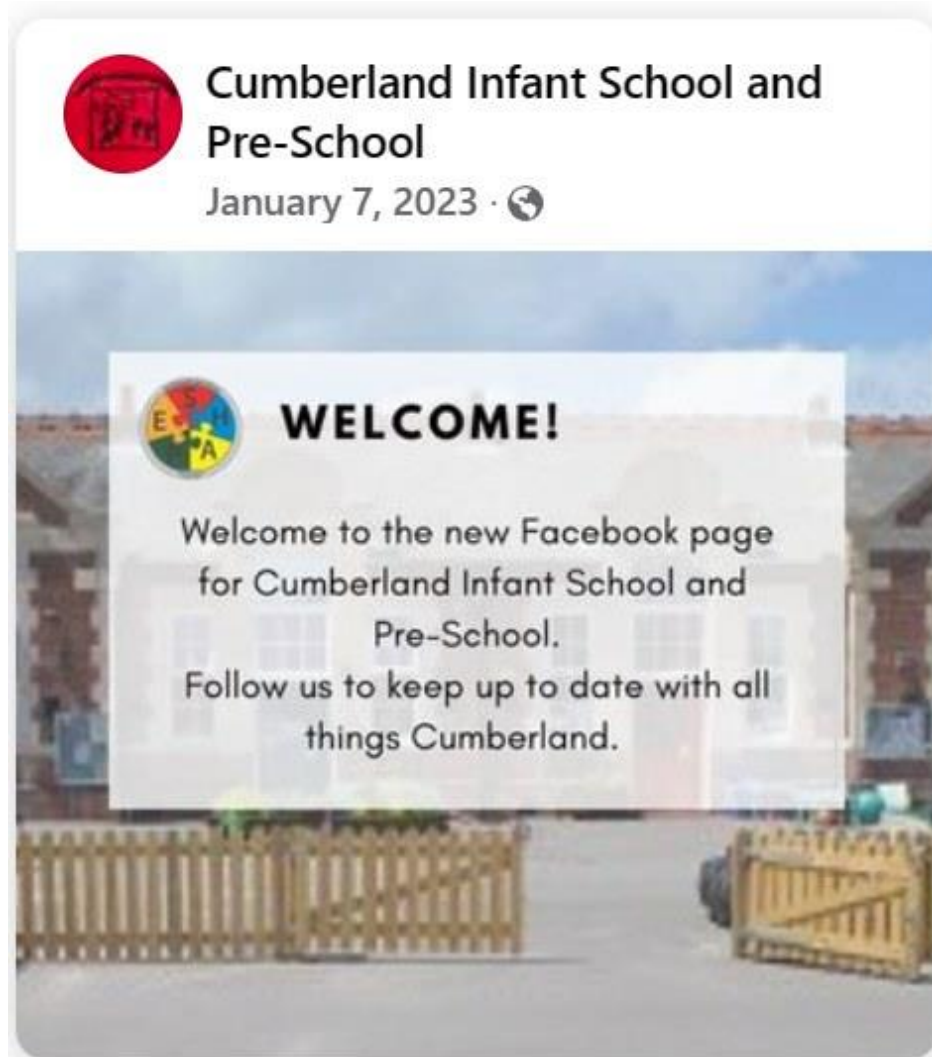 Cumberland Infant School and
Pre-School
January 7, 2023 ·
S
E H
A
WELCOME!
Welcome to the new Facebook page
for Cumberland Infant School and
Pre-School.
Follow us to keep up to date with all
things Cumberland.